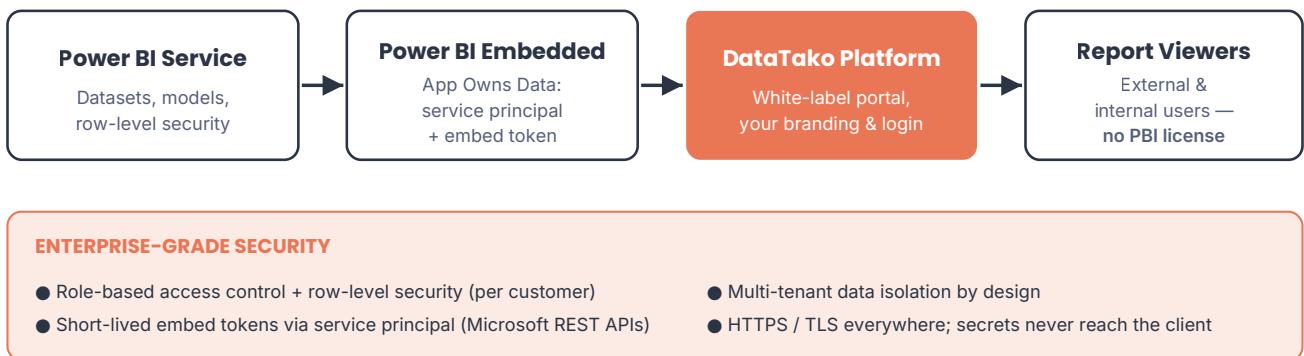 Power BI Service
Datasets, models,
row-level security
Power BI Embedded
App Owns Data:
service principal
+ embed token
DataTako Platform
White-label portal,
your branding & login
Report Viewers
External &
internal users —
no PBI license
ENTERPRISE-GRADE SECURITY
● Role-based access control + row-level security (per customer)
● Short-lived embed tokens via service principal (Microsoft REST APIs)
● Multi-tenant data isolation by design
● HTTPS / TLS everywhere; secrets never reach the client